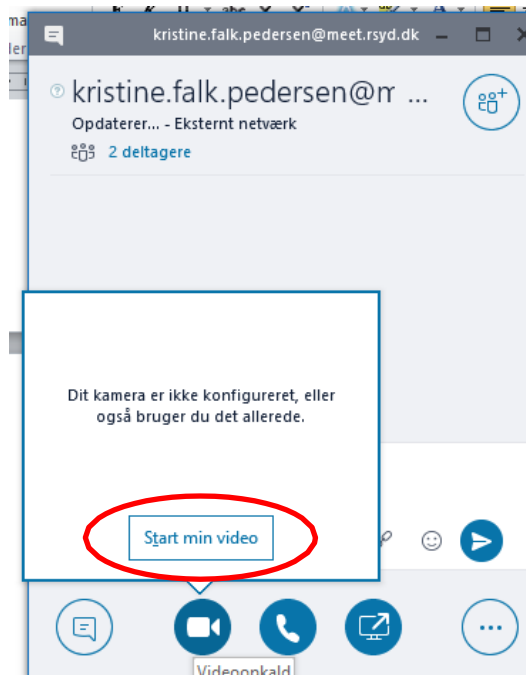 kristine.falk.pedersen@meet.rsyd.dk
kristine.falk.pedersen@m ...
Opdaterer... - Eksternt netværk
2 deltagere
Dit kamera er ikke konfigureret, eller
også bruger du det allerede.
Start min video
Videoopkald